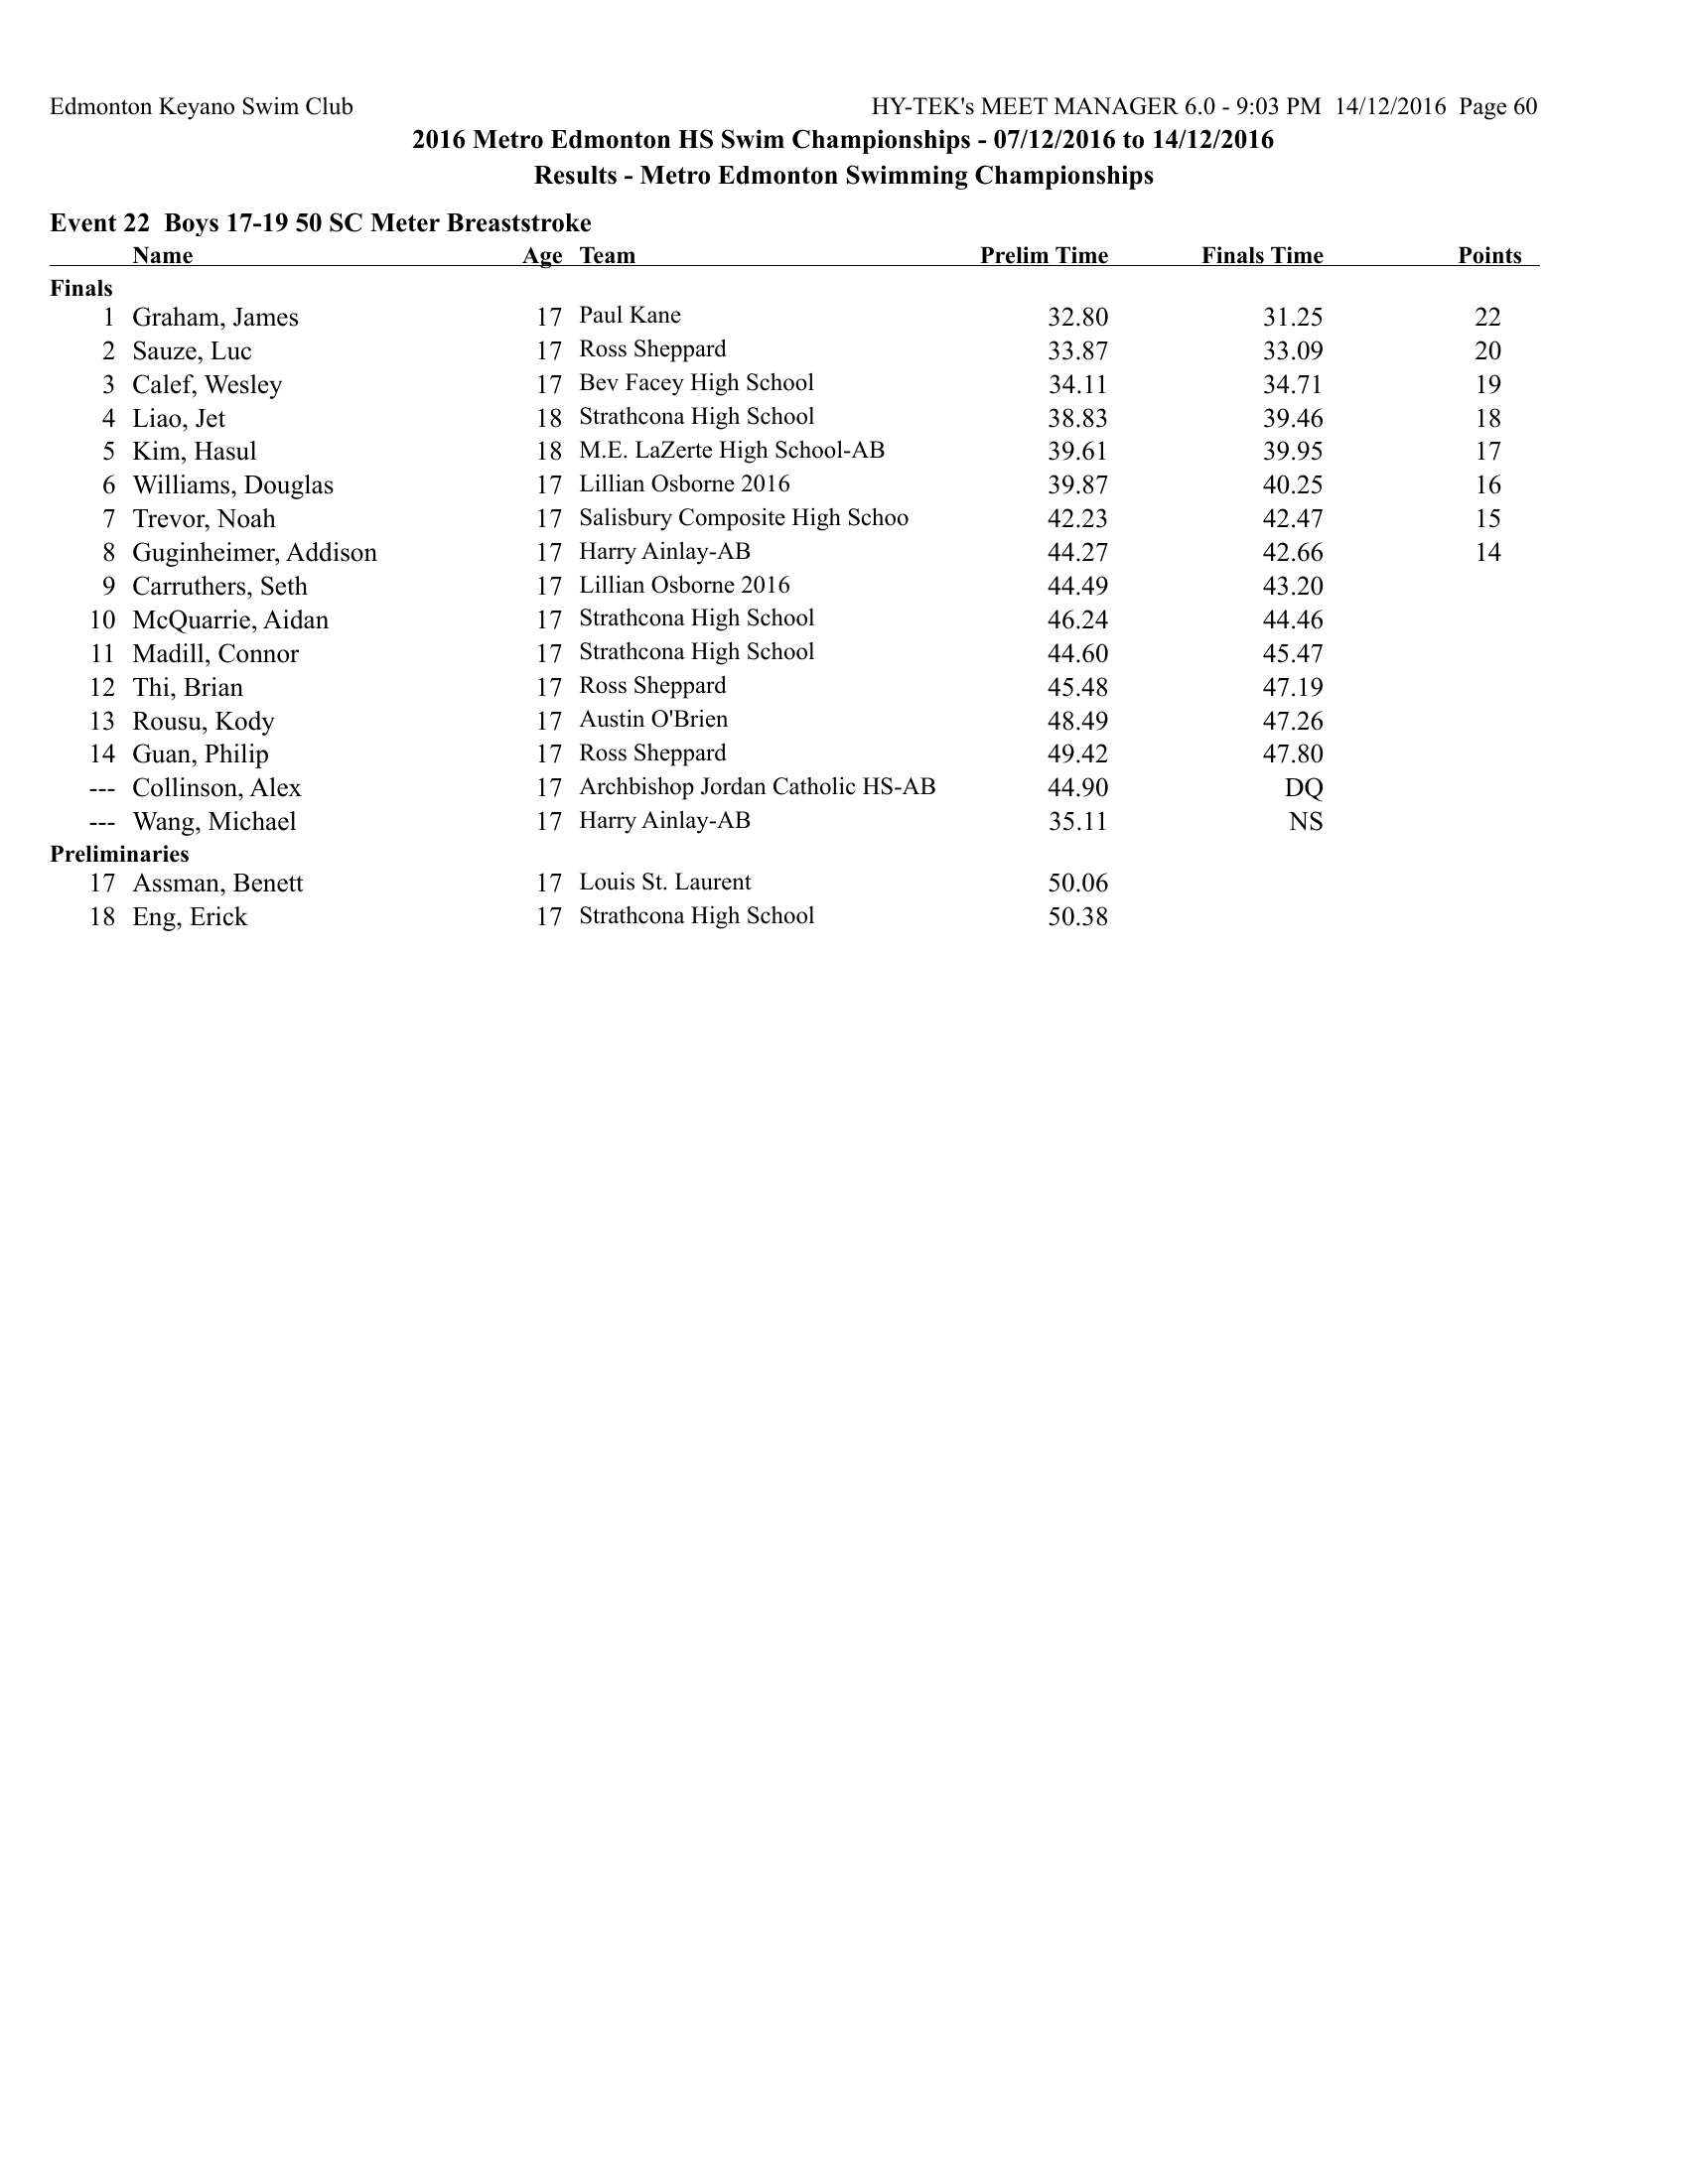 Edmonton Keyano Swim Club HY-TEK's MEET MANAGER 6.0 - 9:03 PM 14/12/2016 Page 60
2016 Metro Edmonton HS Swim Championships - 07/12/2016 to 14/12/2016
Results - Metro Edmonton Swimming Championships
Event 22 Boys 17-19 50 SC Meter Breaststroke
Name Age Team Prelim Time Finals Time Points
Finals
1 Graham, James 17 Paul Kane 32.80 31.25 22
2 Sauze, Luc 17 Ross Sheppard 33.87 33.09 20
3 Calef, Wesley 17 Bev Facey High School 34.11 34.71 19
4 Liao, Jet 18 Strathcona High School 38.83 39.46 18
5 Kim, Hasul 18 M.E. LaZerte High School-AB 39.61 39.95 17
6 Williams, Douglas 17 Lillian Osborne 2016 39.87 40.25 16
7 Trevor, Noah 17 Salisbury Composite High Schoo 42.23 42.47 15
8 Guginheimer, Addison 17 Harry Ainlay-AB 44.27 42.66 14
9 Carruthers, Seth 17 Lillian Osborne 2016 44.49 43.20
10 McQuarrie, Aidan 17 Strathcona High School 46.24 44.46
11 Madill, Connor 17 Strathcona High School 44.60 45.47
12 Thi, Brian 17 Ross Sheppard 45.48 47.19
13 Rousu, Kody 17 Austin O'Brien 48.49 47.26
14 Guan, Philip 17 Ross Sheppard 49.42 47.80
--- Collinson, Alex 17 Archbishop Jordan Catholic HS-AB 44.90 DQ
--- Wang, Michael 17 Harry Ainlay-AB 35.11 NS
Preliminaries
17 Assman, Benett 17 Louis St. Laurent 50.06
18 Eng, Erick 17 Strathcona High School 50.38